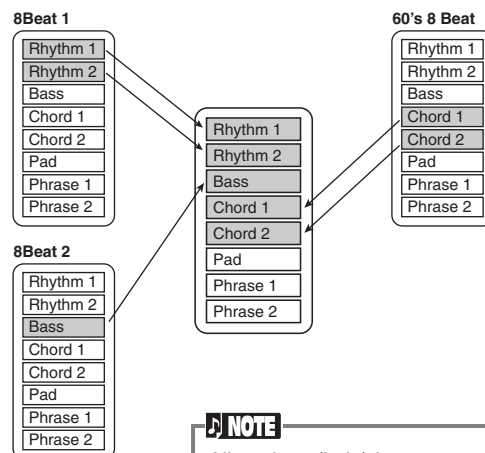 8Beat 1
Rhythm 1
Rhythm 2
Bass
Chord 1
Chord 2
Pad
Phrase 1
Phrase 2
8Beat 2
Rhythm 1
Rhythm 2
Bass
Chord 1
Chord 2
Pad
Phrase 1
Phrase 2
Rhythm 1
Rhythm 2
Bass
Chord 1
Chord 2
Pad
Phrase 1
Phrase 2
60's 8 Beat
Rhythm 1
Rhythm 2
Bass
Chord 1
Chord 2
Pad
Phrase 1
Phrase 2
NOTE